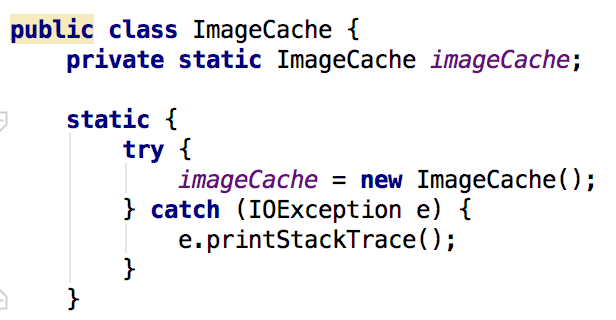 public class ImageCache {
    private static ImageCache imageCache;

    static {
        try {
            imageCache = new ImageCache();
        } catch (IOException e) {
            e.printStackTrace();
        }
    }